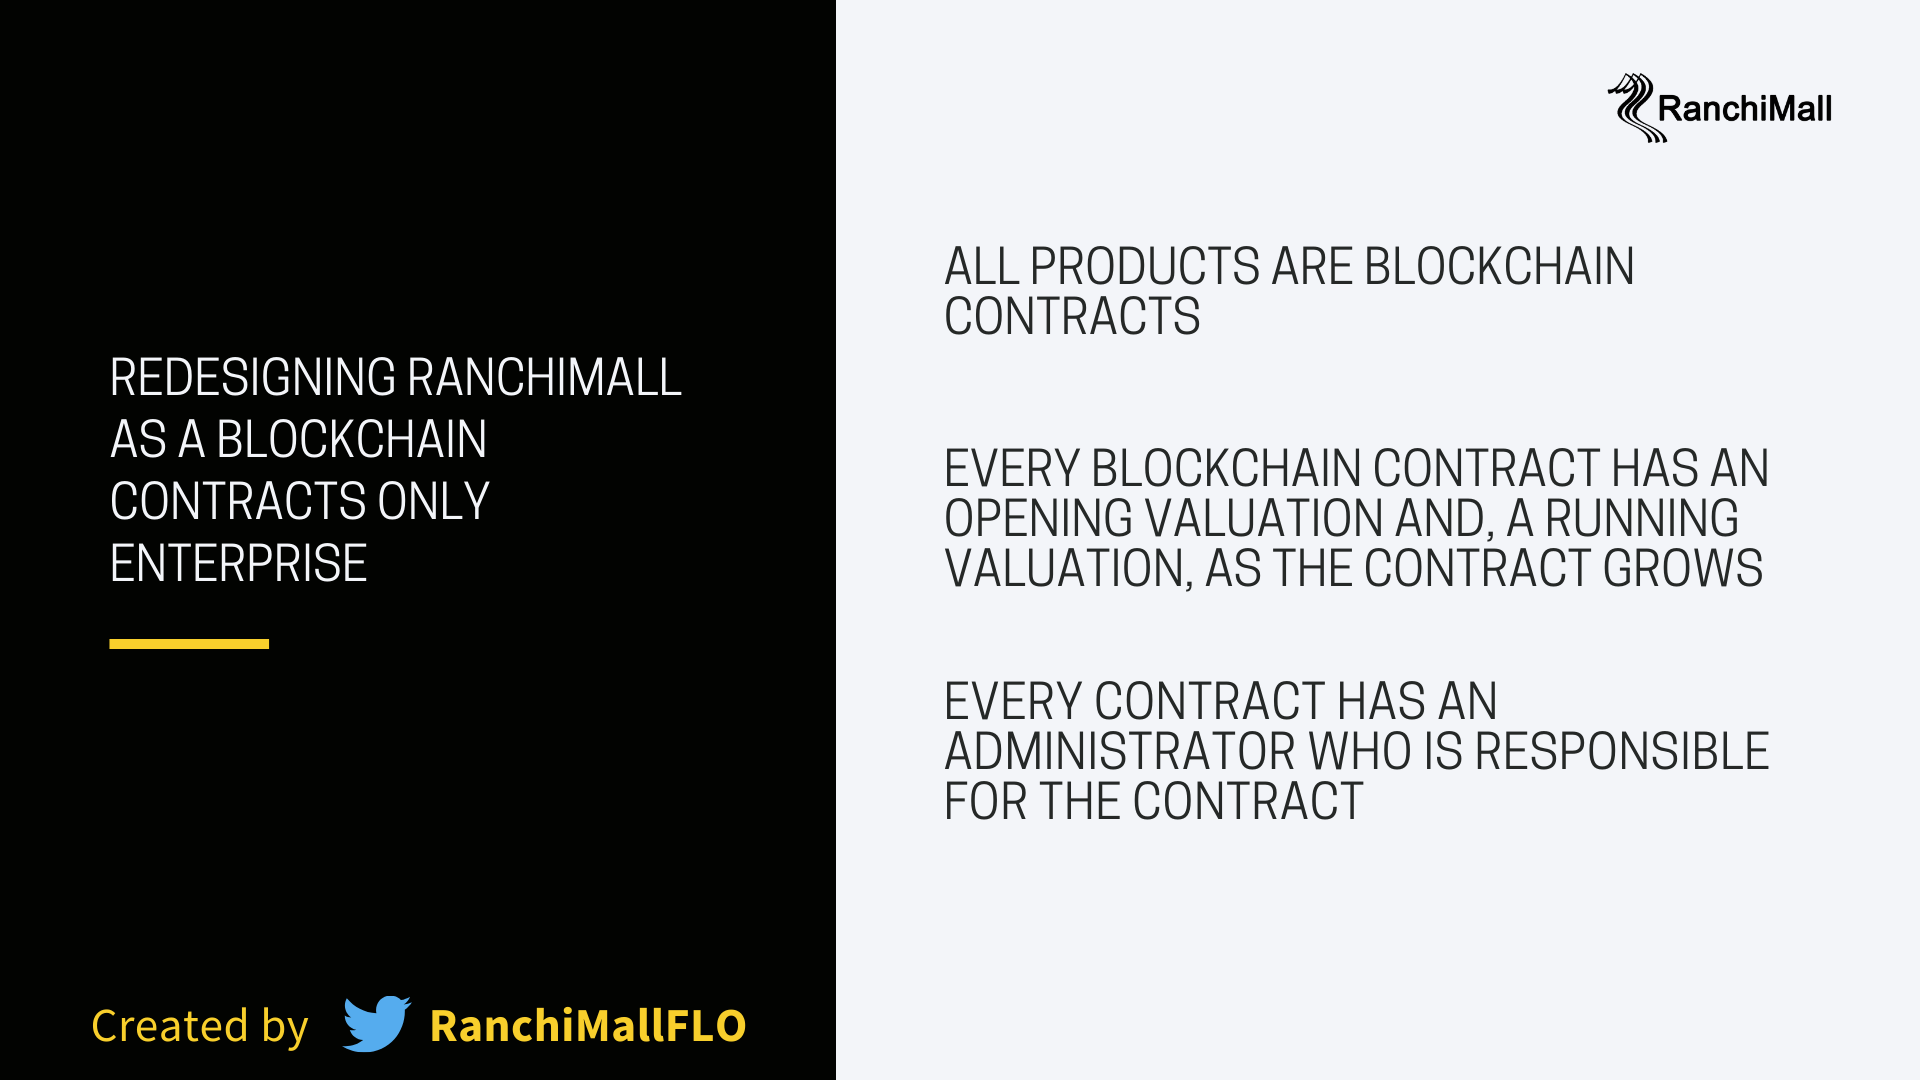 REDESIGNING RANCHIMALL
AS A BLOCKCHAIN
CONTRACTS ONLY
ENTERPRISE
Created by RanchiMallFLO
RanchiMall
ALL PRODUCTS ARE BLOCKCHAIN
CONTRACTS
EVERY BLOCKCHAIN CONTRACT HAS AN
OPENING VALUATION AND, A RUNNING
VALUATION, AS THE CONTRACT GROWS
EVERY CONTRACT HAS AN
ADMINISTRATOR WHO IS RESPONSIBLE
FOR THE CONTRACT